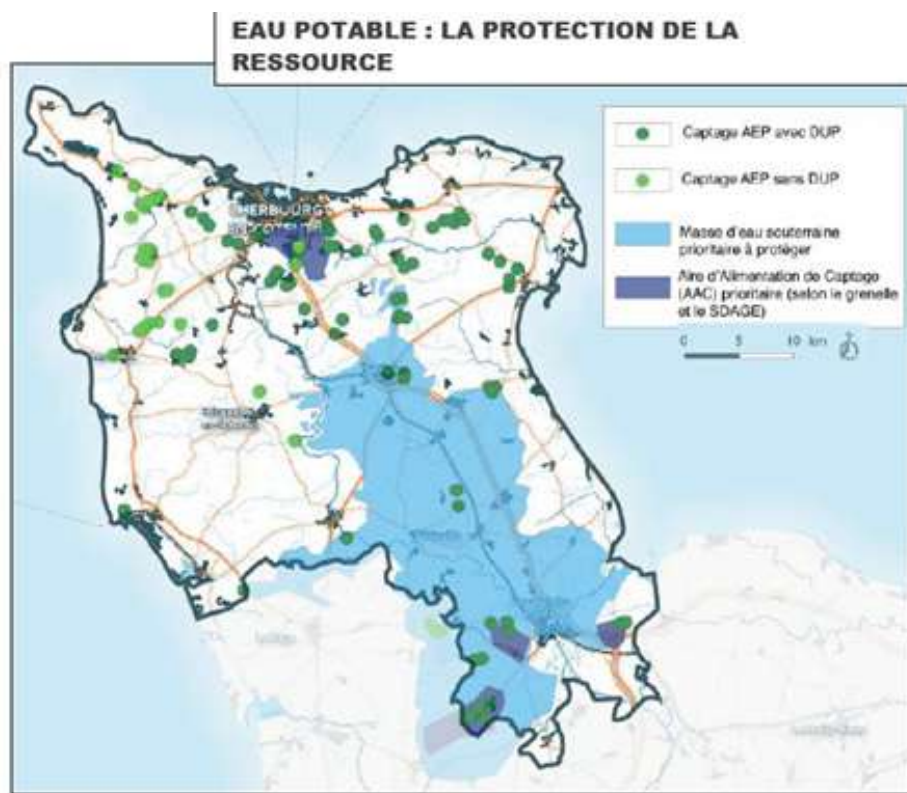 EAU POTABLE : LA PROTECTION DE LA
RESSOURCE
Captage AEP avec DUP
Captage AEP sans DUP
Masse d'eau souterraine
prioritaire à protéger
Aire d'Alimentation de Captage
(AAC) prioritaire (selon le grenelle
et le SDAGE)
0 5 10 km